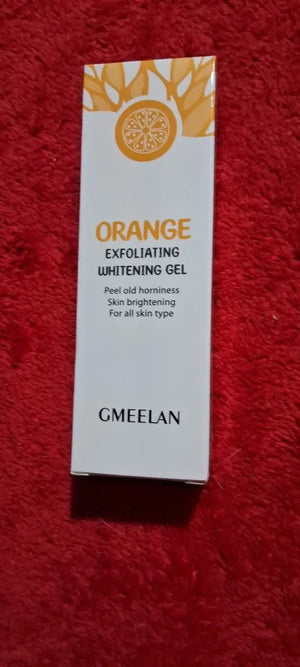 ORANGE
EXFOLIATING
WHITENING GEL
Peel old horniness
Skin brightening
For all skin type
GMEELAN